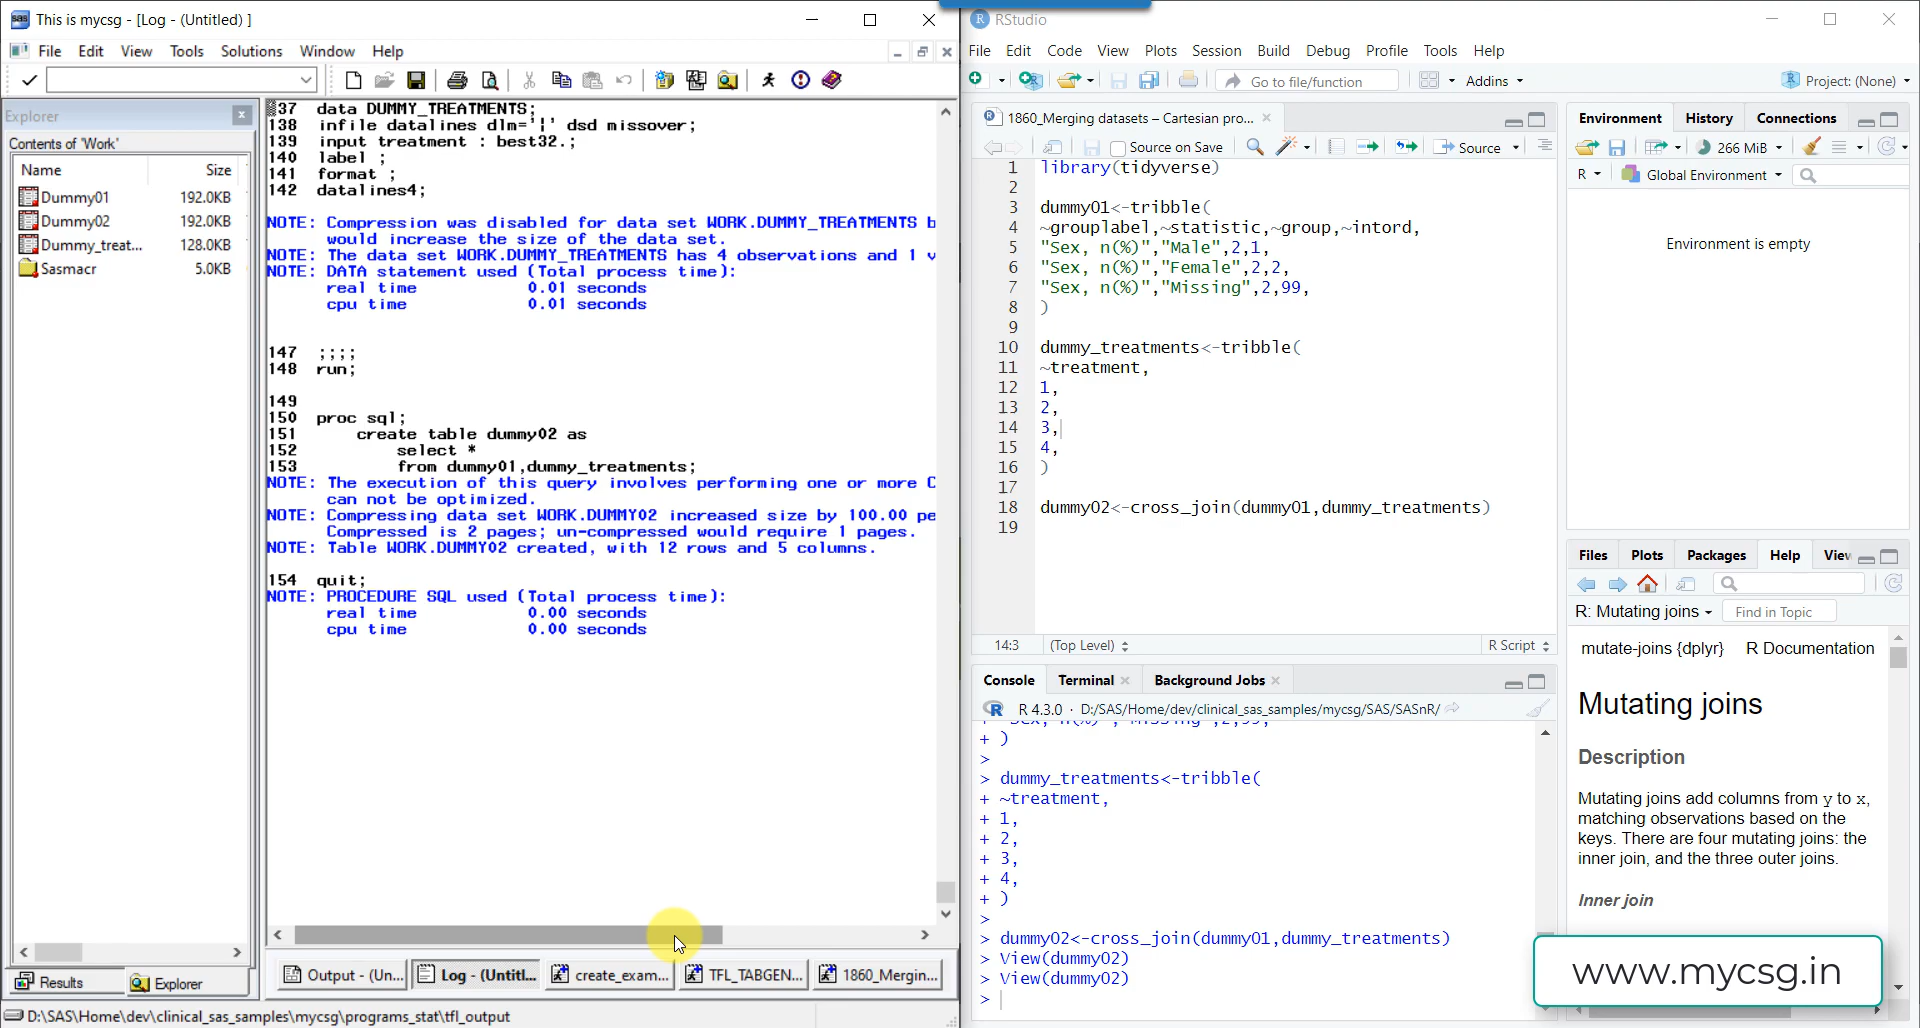 This is mycsg - [Log - (Untitled) ]
File Edit View Tools Solutions Window Help
Explorer
Contents of 'Work'
Name Size
Dummy01 192.0KB
Dummy02 192.0KB
Dummy_treat... 128.0KB
Sasmacr 5.0KB
Results Explorer
37 data DUMMY_TREATMENTS;
138 infile datalines dlm='|' dsd missover;
139 input treatment : best32.;
140 label ;
141 format ;
142 datalines4;
NOTE: Compression was disabled for data set WORK.DUMMY_TREATMENTS b
would increase the size of the data set.
NOTE: The data set WORK.DUMMY_TREATMENTS has 4 observations and 1 v
NOTE: DATA statement used (Total process time):
real time 0.01 seconds
cpu time 0.01 seconds
147 ;;;;
148 run;
149
150 proc sql;
151 create table dummy02 as
152 select *
153 from dummy01,dummy_treatments;
NOTE: The execution of this query involves performing one or more C
can not be optimized.
NOTE: Compressing data set WORK.DUMMY02 increased size by 100.00 pe
Compressed is 2 pages; un-compressed would require 1 pages.
NOTE: Table WORK.DUMMY02 created, with 12 rows and 5 columns.
154 quit;
NOTE: PROCEDURE SQL used (Total process time):
real time 0.00 seconds
cpu time 0.00 seconds
Output - (Un... Log - (Untitl... create_exam... TFL_TABGEN... 1860_Mergin...
D:\SAS\Home\dev\clinical_sas_samples\mycsg\programs_stat\tfl_output
RStudio
File Edit Code View Plots Session Build Debug Profile Tools Help
Go to file/function Addins Project: (None)
1860_Merging datasets – Cartesian pro...
Source on Save Source
1 library(tidyverse)
2
3 dummy01<-tribble(
4 ~grouplabel,~statistic,~group,~intord,
5 "Sex, n(%)","Male",2,1,
6 "Sex, n(%)","Female",2,2,
7 "Sex, n(%)","Missing",2,99,
8 )
9
10 dummy_treatments<-tribble(
11 ~treatment,
12 1,
13 2,
14 3,
15 4,
16 )
17
18 dummy02<-cross_join(dummy01,dummy_treatments)
19
14:3 (Top Level) R Script
Console Terminal Background Jobs
R 4.3.0 · D:/SAS/Home/dev/clinical_sas_samples/mycsg/SAS/SASnR/
+ )
>
> dummy_treatments<-tribble(
+ ~treatment,
+ 1,
+ 2,
+ 3,
+ 4,
+ )
>
> dummy02<-cross_join(dummy01,dummy_treatments)
> View(dummy02)
> View(dummy02)
>
Environment History Connections
266 MiB
R Global Environment
Environment is empty
Files Plots Packages Help
R: Mutating joins Find in Topic
mutate-joins {dplyr} R Documentation
Mutating joins
Description
Mutating joins add columns from y to x,
matching observations based on the
keys. There are four mutating joins: the
inner join, and the three outer joins.
Inner join
www.mycsg.in